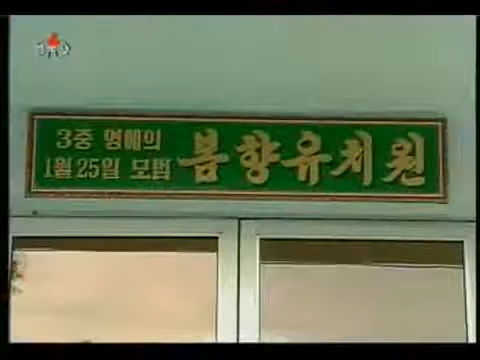 3중 영예의
1월 25일 모범
봄향유치원